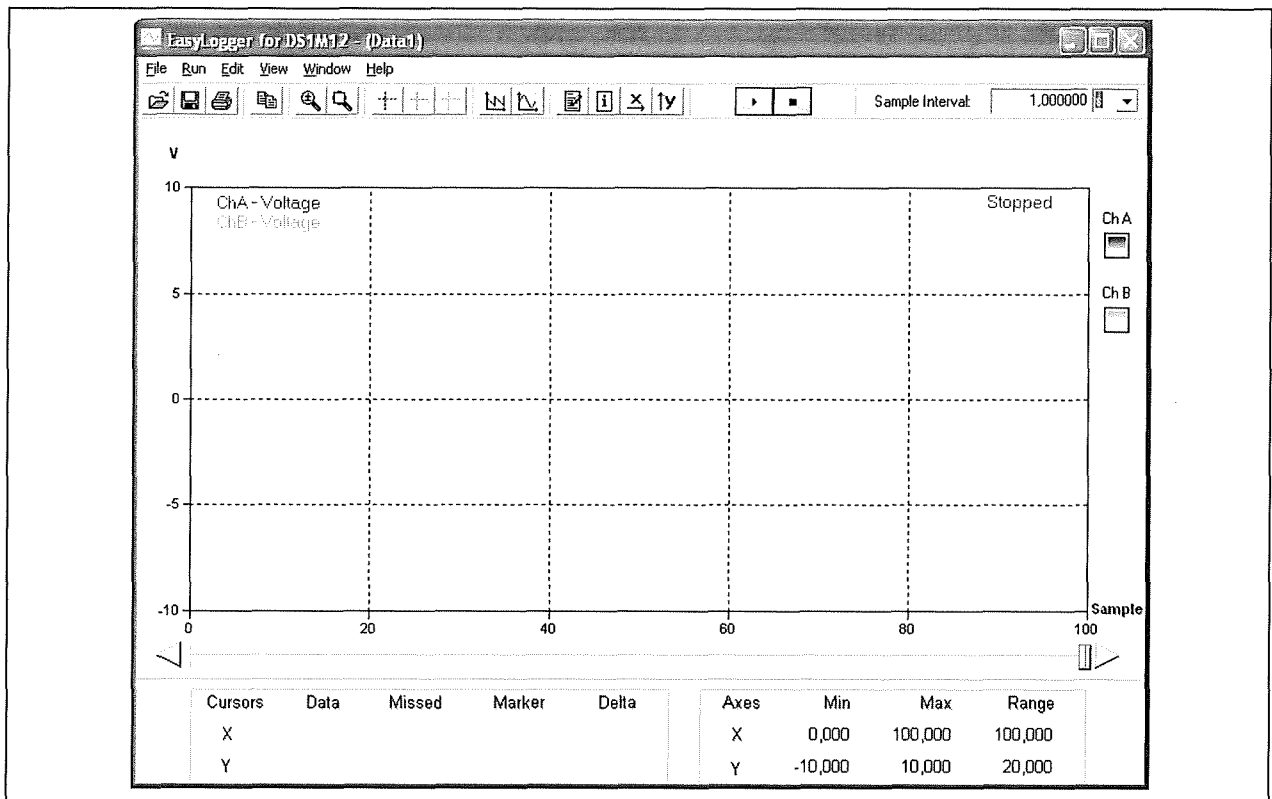 EasyLogger for DS1M12 - (Data1)
File Run Edit View Window Help
Sample Interval: 1,000000
V
10
ChA - Voltage
Stopped
ChB - Voltage
Ch A
5
Ch B
0
-5
-10
Sample
0 20 40 60 80 100
Cursors Data Missed Marker Delta
X
Y
Axes Min Max Range
X 0,000 100,000 100,000
Y -10,000 10,000 20,000